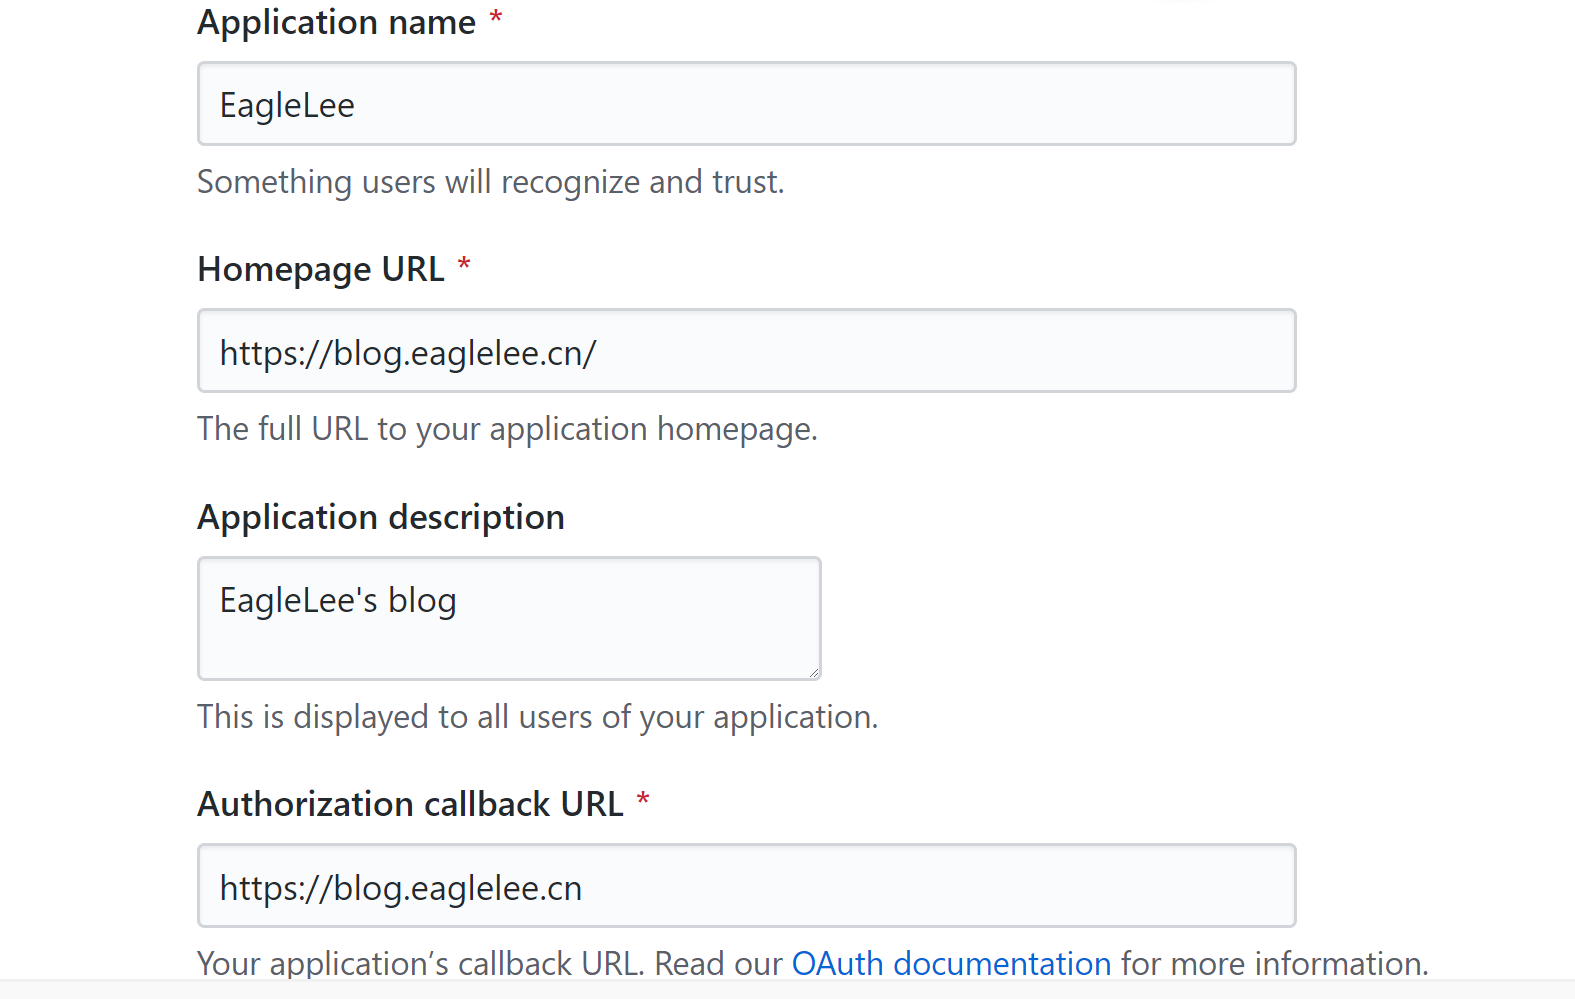 Application name *
EagleLee
Something users will recognize and trust.
Homepage URL *
https://blog.eaglelee.cn/
The full URL to your application homepage.
Application description
EagleLee's blog
This is displayed to all users of your application.
Authorization callback URL *
https://blog.eaglelee.cn
Your application’s callback URL. Read our OAuth documentation for more information.